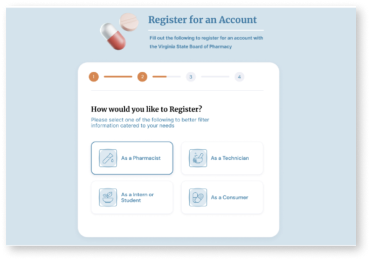 Register for an Account
Fill out the following to register for an account with
the Virginia State Board of Pharmacy
1
2
3
4
How would you like to Register?
Please select one of the following to better filter
information catered to your needs
As a Pharmacist
As a Technician
As a Intern or
Student
As a Consumer